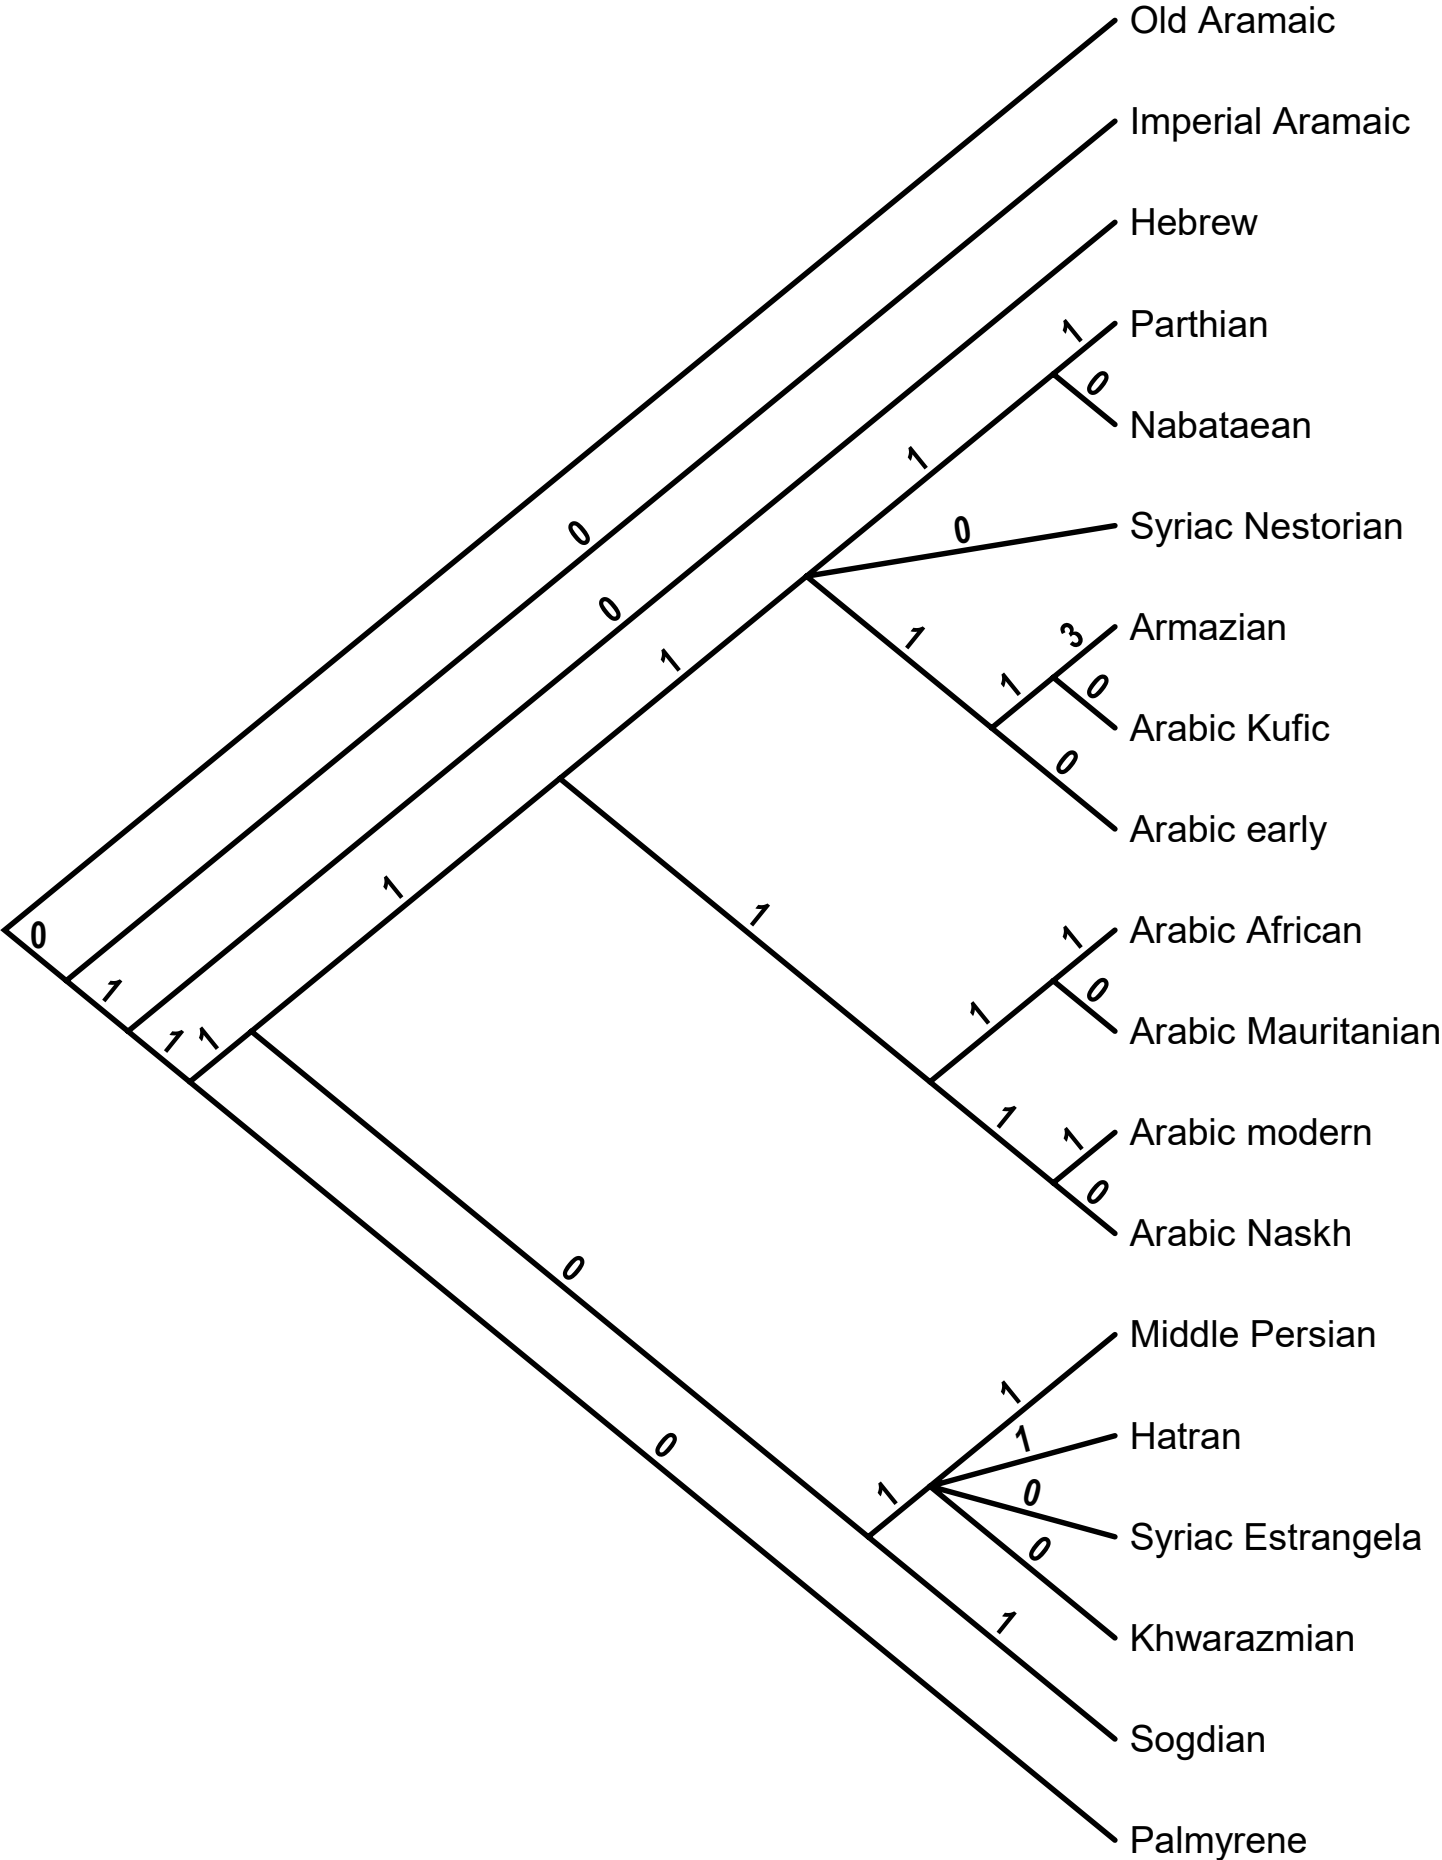 Old Aramaic
Imperial Aramaic
Hebrew
1 Parthian
0 Nabataean
1
0
0 Syriac Nestorian
0
1
1
3 Armazian
1
0 Arabic Kufic
0 Arabic early
1
1
0
1 Arabic African
1
0 Arabic Mauritanian
1
1 1
1
1 Arabic modern
0 Arabic Naskh
0
1 Middle Persian
1 Hatran
0
1
0 Syriac Estrangela
0 Khwarazmian
1 Sogdian
Palmyrene